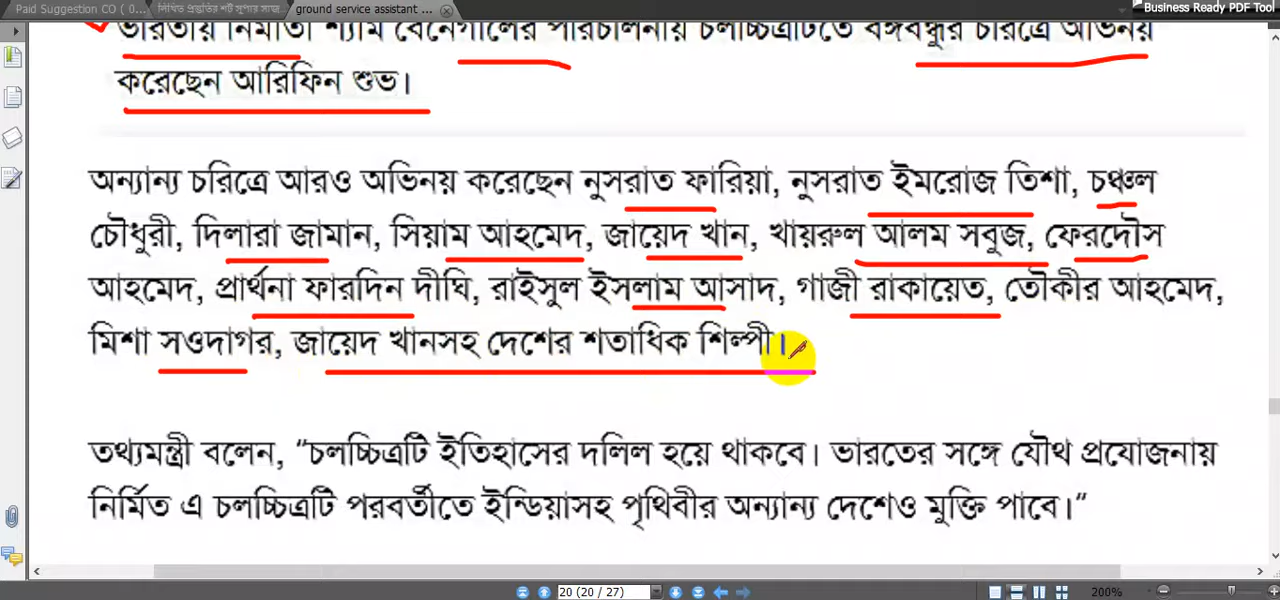 Paid Suggestion CO ( 0... লিখিত প্রস্তুতির শর্ট সুপার সাজে... ground service assistant ... Business Ready PDF Tool
ভারতীয় নির্মাতা শ্যাম বেনেগালের পরিচালনায় চলচ্চিত্রটিতে বঙ্গবন্ধুর চরিত্রে অভিনয়
করেছেন আরিফিন শুভ।
অন্যান্য চরিত্রে আরও অভিনয় করেছেন নুসরাত ফারিয়া, নুসরাত ইমরোজ তিশা, চঞ্চল
চৌধুরী, দিলারা জামান, সিয়াম আহমেদ, জায়েদ খান, খায়রুল আলম সবুজ, ফেরদৌস
আহমেদ, প্রার্থনা ফারদিন দীঘি, রাইসুল ইসলাম আসাদ, গাজী রাকায়েত, তৌকীর আহমেদ,
মিশা সওদাগর, জায়েদ খানসহ দেশের শতাধিক শিল্পী।
তথ্যমন্ত্রী বলেন, "চলচ্চিত্রটি ইতিহাসের দলিল হয়ে থাকবে। ভারতের সঙ্গে যৌথ প্রযোজনায়
নির্মিত এ চলচ্চিত্রটি পরবর্তীতে ইন্ডিয়াসহ পৃথিবীর অন্যান্য দেশেও মুক্তি পাবে।"
20 (20 / 27) 200%